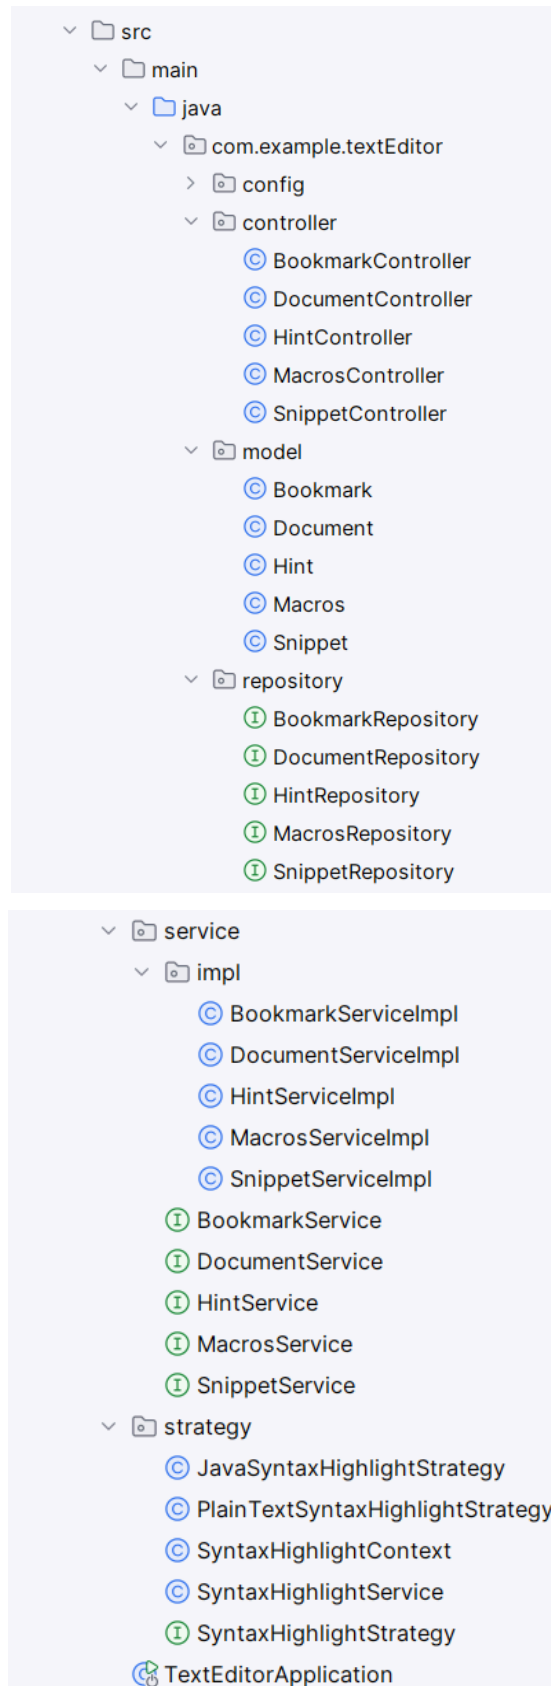 src
main
java
com.example.textEditor
config
controller
BookmarkController
DocumentController
HintController
MacrosController
SnippetController
model
Bookmark
Document
Hint
Macros
Snippet
repository
BookmarkRepository
DocumentRepository
HintRepository
MacrosRepository
SnippetRepository
service
impl
BookmarkServiceImpl
DocumentServiceImpl
HintServiceImpl
MacrosServiceImpl
SnippetServiceImpl
BookmarkService
DocumentService
HintService
MacrosService
SnippetService
strategy
JavaSyntaxHighlightStrategy
PlainTextSyntaxHighlightStrategy
SyntaxHighlightContext
SyntaxHighlightService
SyntaxHighlightStrategy
TextEditorApplication